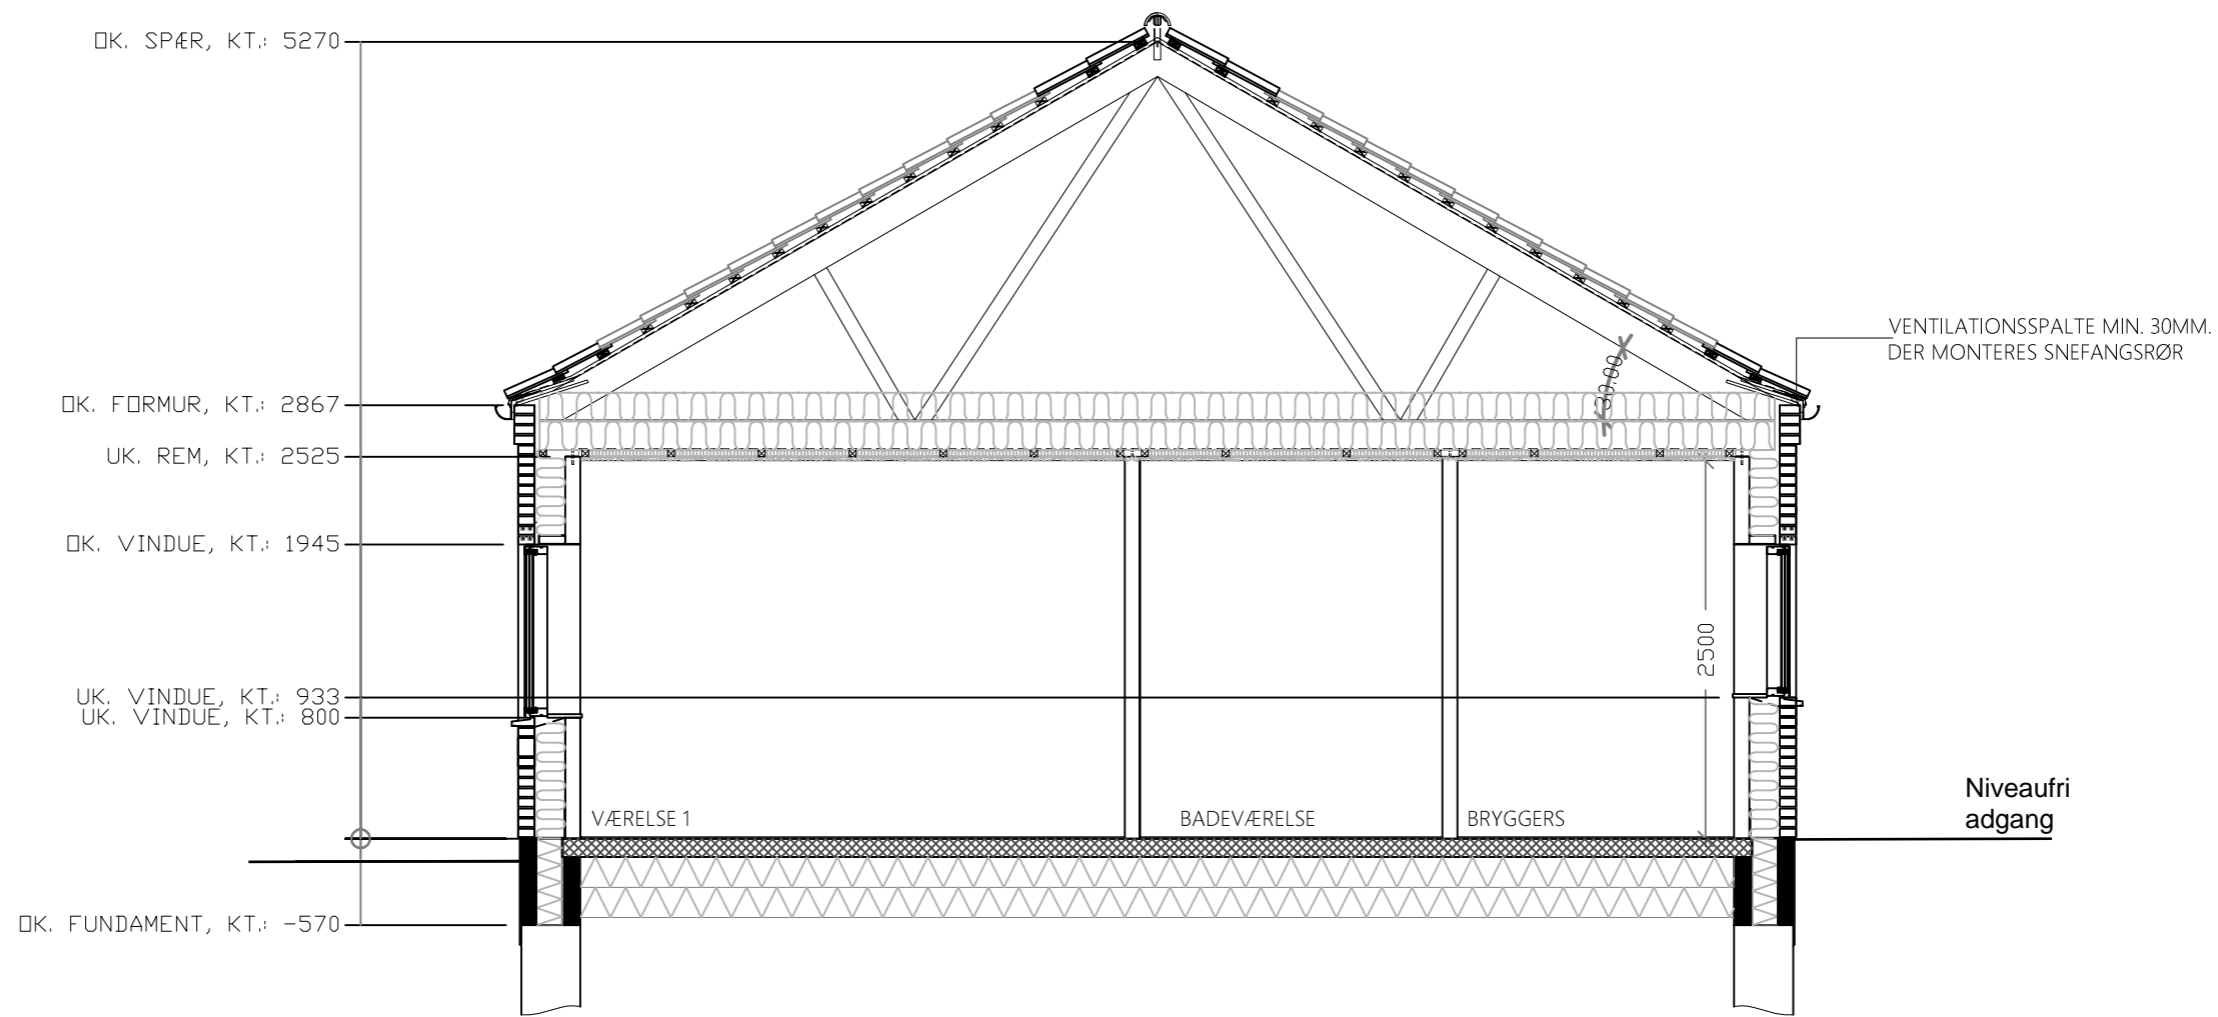 OK. SPÆR, KT.: 5270
VENTILATIONSSPALTE MIN. 30MM.
DER MONTERES SNEFANGSRØR
30.00
OK. FORMUR, KT.: 2867
UK. REM, KT.: 2525
OK. VINDUE, KT.: 1945
2500
UK. VINDUE, KT.: 933
UK. VINDUE, KT.: 800
Niveaufri
adgang
VÆRELSE 1
BADEVÆRELSE
BRYGGERS
OK. FUNDAMENT, KT.: -570